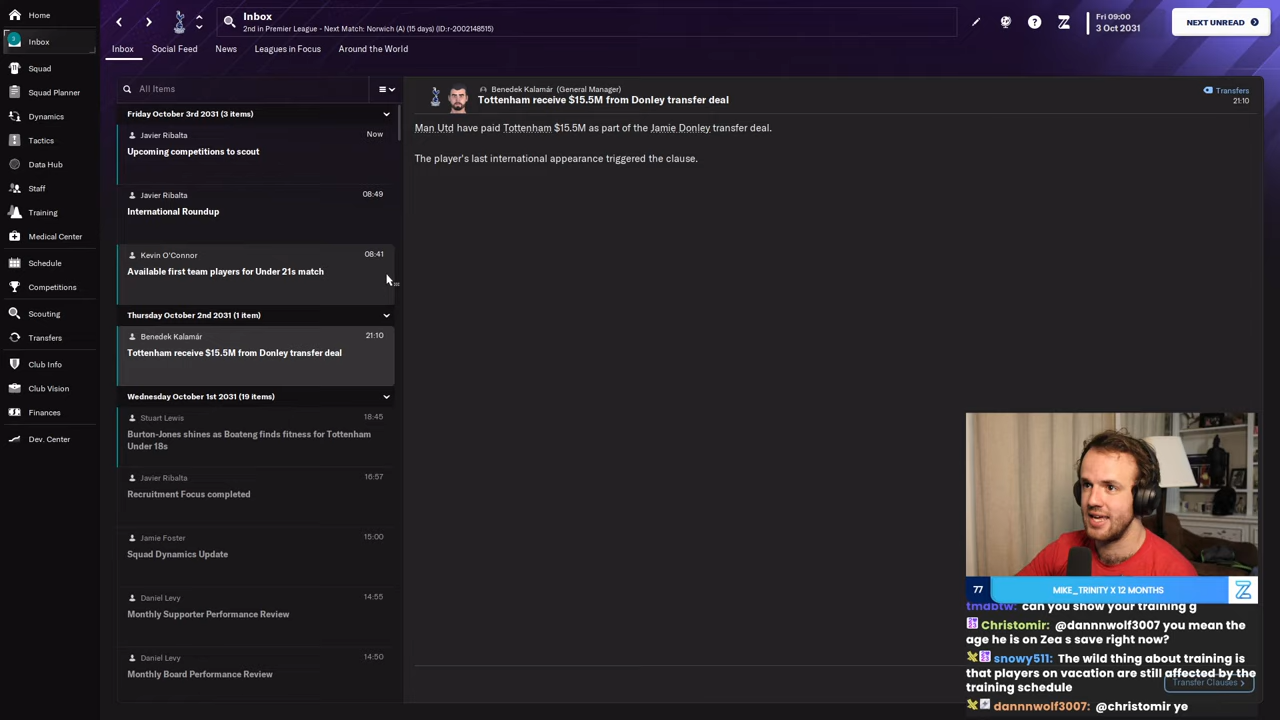 Home
3
Inbox
Squad
Squad Planner
Dynamics
Tactics
Data Hub
Staff
Training
Medical Center
Schedule
Competitions
Scouting
Transfers
Club Info
Club Vision
Finances
Dev. Center
Inbox
2nd in Premier League - Next Match: Norwich (A) (15 days) (ID:r-2002148515)
Fri 09:00
3 Oct 2031
NEXT UNREAD
Inbox
Social Feed
News
Leagues in Focus
Around the World
All Items
Friday October 3rd 2031 (3 items)
Javier Ribalta
Now
Upcoming competitions to scout
Javier Ribalta
08:49
International Roundup
Kevin O'Connor
08:41
Available first team players for Under 21s match
Thursday October 2nd 2031 (1 item)
Benedek Kalamár
21:10
Tottenham receive $15.5M from Donley transfer deal
Wednesday October 1st 2031 (19 items)
Stuart Lewis
18:45
Burton-Jones shines as Boateng finds fitness for Tottenham
Under 18s
Javier Ribalta
16:57
Recruitment Focus completed
Jamie Foster
15:00
Squad Dynamics Update
Daniel Levy
14:55
Monthly Supporter Performance Review
Daniel Levy
14:50
Monthly Board Performance Review
Benedek Kalamár (General Manager)
Tottenham receive $15.5M from Donley transfer deal
Transfers
21:10
Man Utd have paid Tottenham $15.5M as part of the Jamie Donley transfer deal.
The player's last international appearance triggered the clause.
77
MIKE_TRINITY X 12 MONTHS
Z
tmabtw: can you show your training g
Christomir: @dannnwolf3007 you mean the
age he is on Zea s save right now?
snowy511: The wild thing about training is
that players on vacation are still affected by the
training schedule
Transfer Clauses
dannnwolf3007: @christomir ye